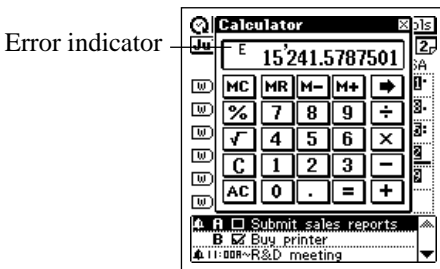 Calculator
Ju
Error indicator
E 15'241.5787501
MC MR M- M+
% 7 8 9 ÷
√ 4 5 6 ×
C 1 2 3 −
AC 0 . = +
A Submit sales reports
B Buy printer
11:00A~R&D meeting